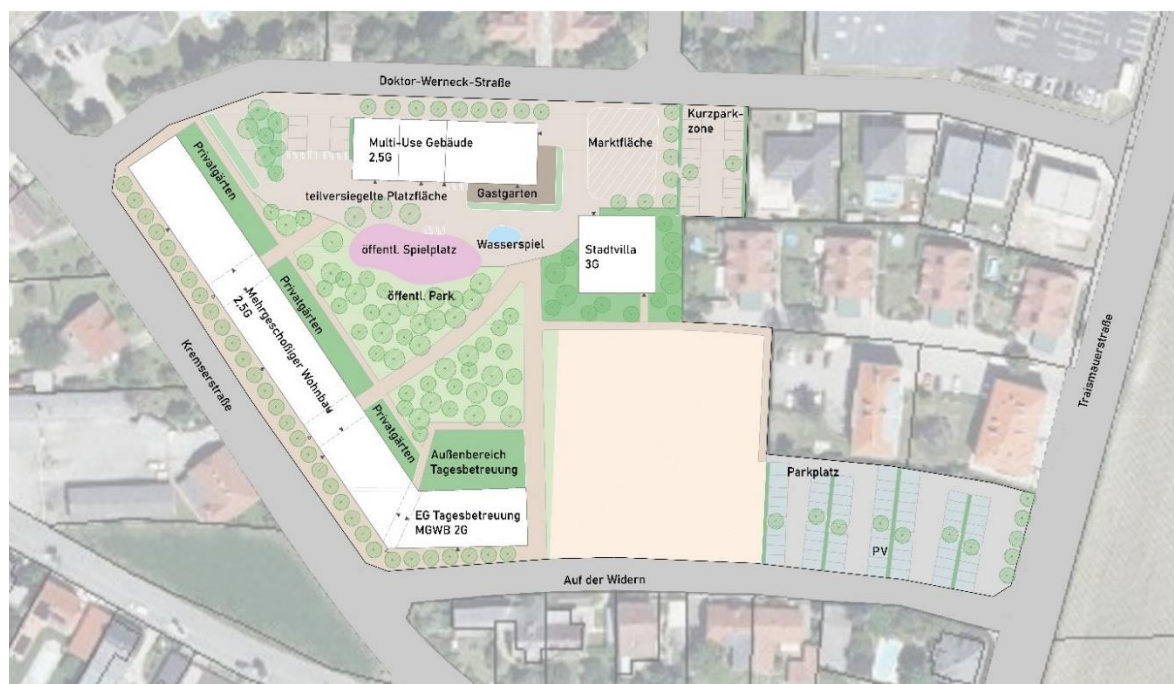 Doktor-Werneck-Straße
Kurzpark-
zone
Multi-Use Gebäude
2,5G
Marktfläche
Privatgärten
Gastgarten
teilversiegelte Platzfläche
öffentl. Spielplatz
Wasserspiel
Stadtvilla
3G
Privatgärten
öffentl. Park
Mehrgeschoßiger Wohnbau
2,5G
Kremserstraße
Traismauerstraße
Privatgärten
Außenbereich
Tagesbetreuung
Parkplatz
EG Tagesbetreuung
MGWB 2G
PV
Auf der Widern